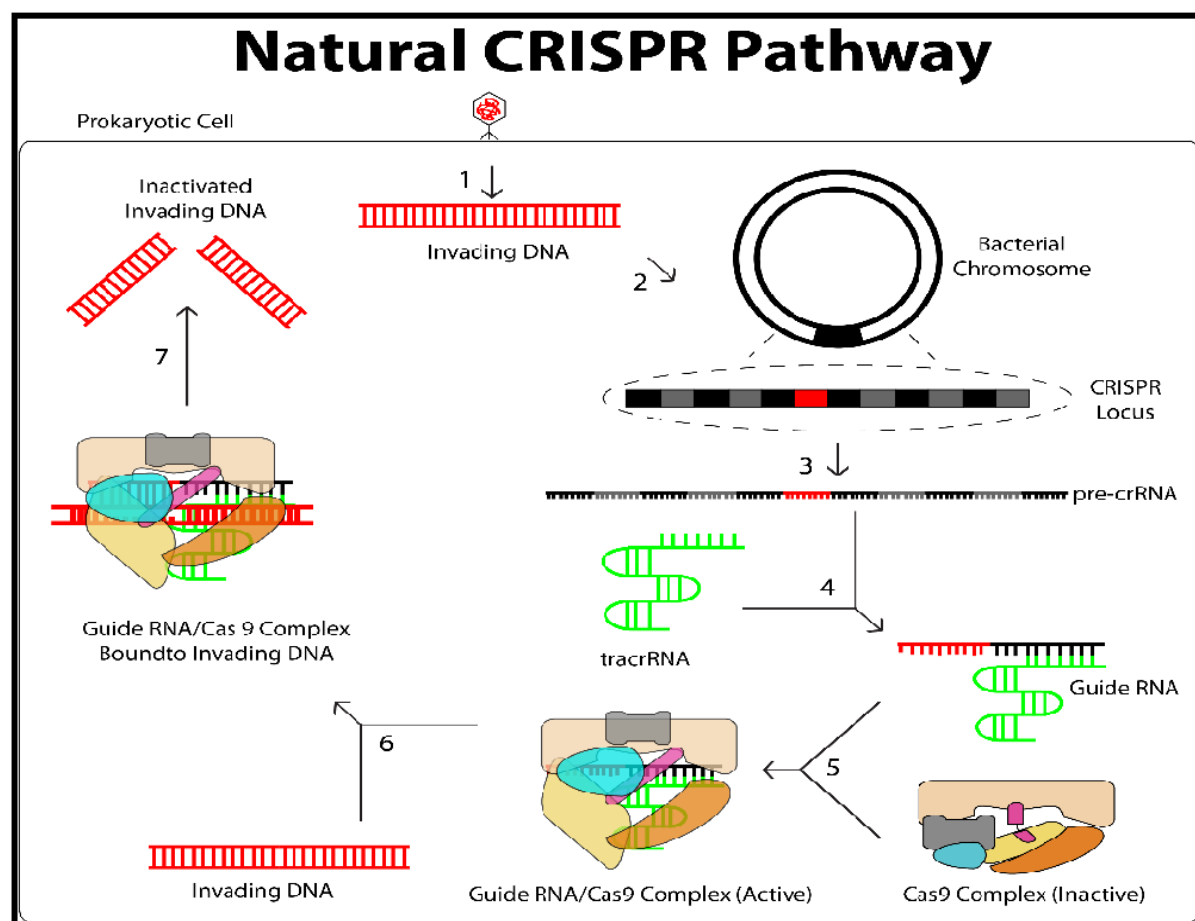 Natural CRISPR Pathway
Prokaryotic Cell
1
Invading DNA
2
Bacterial
Chromosome
CRISPR
Locus
3
pre-crRNA
tracrRNA
4
Guide RNA
Cas9 Complex (Inactive)
5
Guide RNA/Cas9 Complex (Active)
Invading DNA
6
Guide RNA/Cas 9 Complex
Boundto Invading DNA
7
Inactivated
Invading DNA